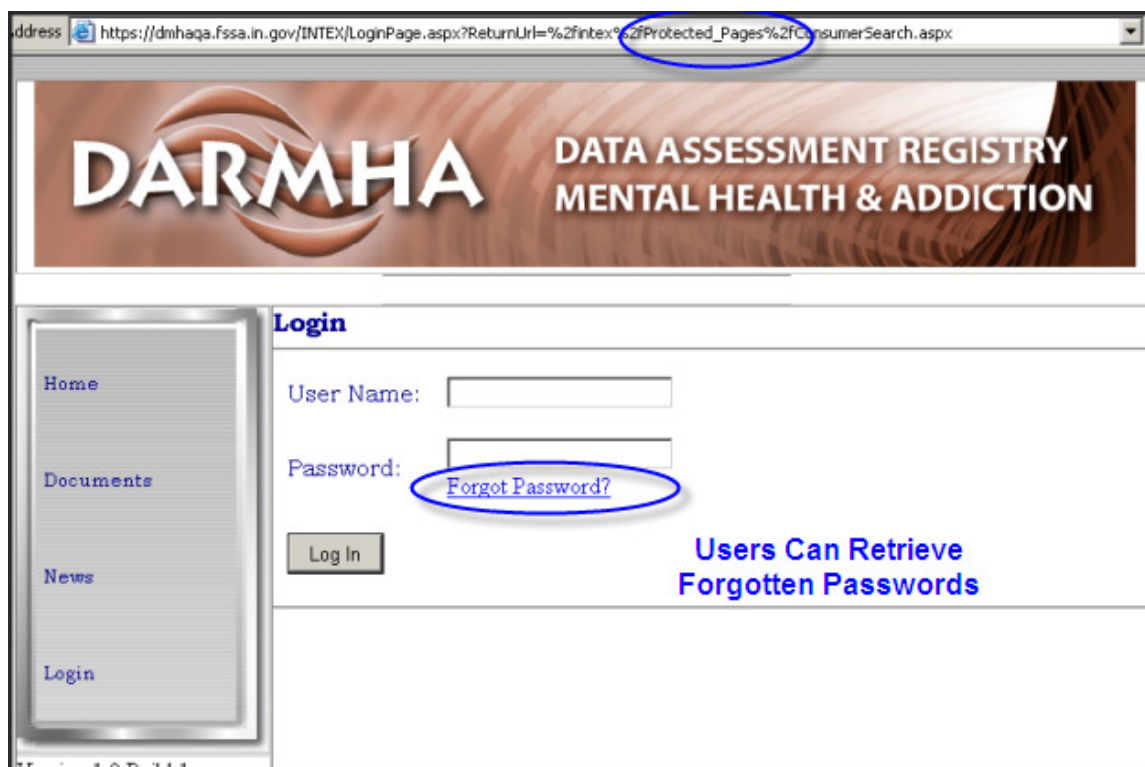 ddress https://dmhaqa.fssa.in.gov/INTEX/LoginPage.aspx?ReturnUrl=%2fintex%2fProtected_Pages%2fConsumerSearch.aspx
DARMHA
DATA ASSESSMENT REGISTRY
MENTAL HEALTH & ADDICTION
Login
Home
User Name:
Documents
Password:
Forgot Password?
Log In
Users Can Retrieve
Forgotten Passwords
News
Login